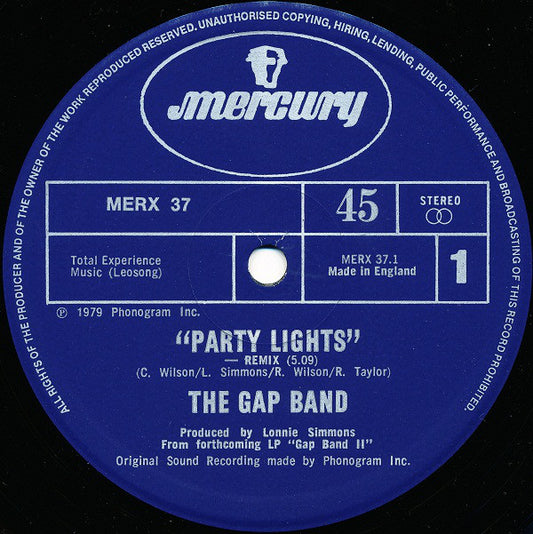 ALL RIGHTS OF THE PRODUCER AND OF THE OWNER OF THE WORK REPRODUCED RESERVED. UNAUTHORISED COPYING, HIRING, LENDING, PUBLIC PERFORMANCE AND BROADCASTING OF THIS RECORD PROHIBITED.
mercury
MERX 37
45
STEREO
Total Experience
Music (Leosong)
MERX 37.1
Made in England
1
℗ 1979 Phonogram Inc.
"PARTY LIGHTS"
— REMIX (5.09)
(C. Wilson/L. Simmons/R. Wilson/R. Taylor)
THE GAP BAND
Produced by Lonnie Simmons
From forthcoming LP "Gap Band II"
Original Sound Recording made by Phonogram Inc.